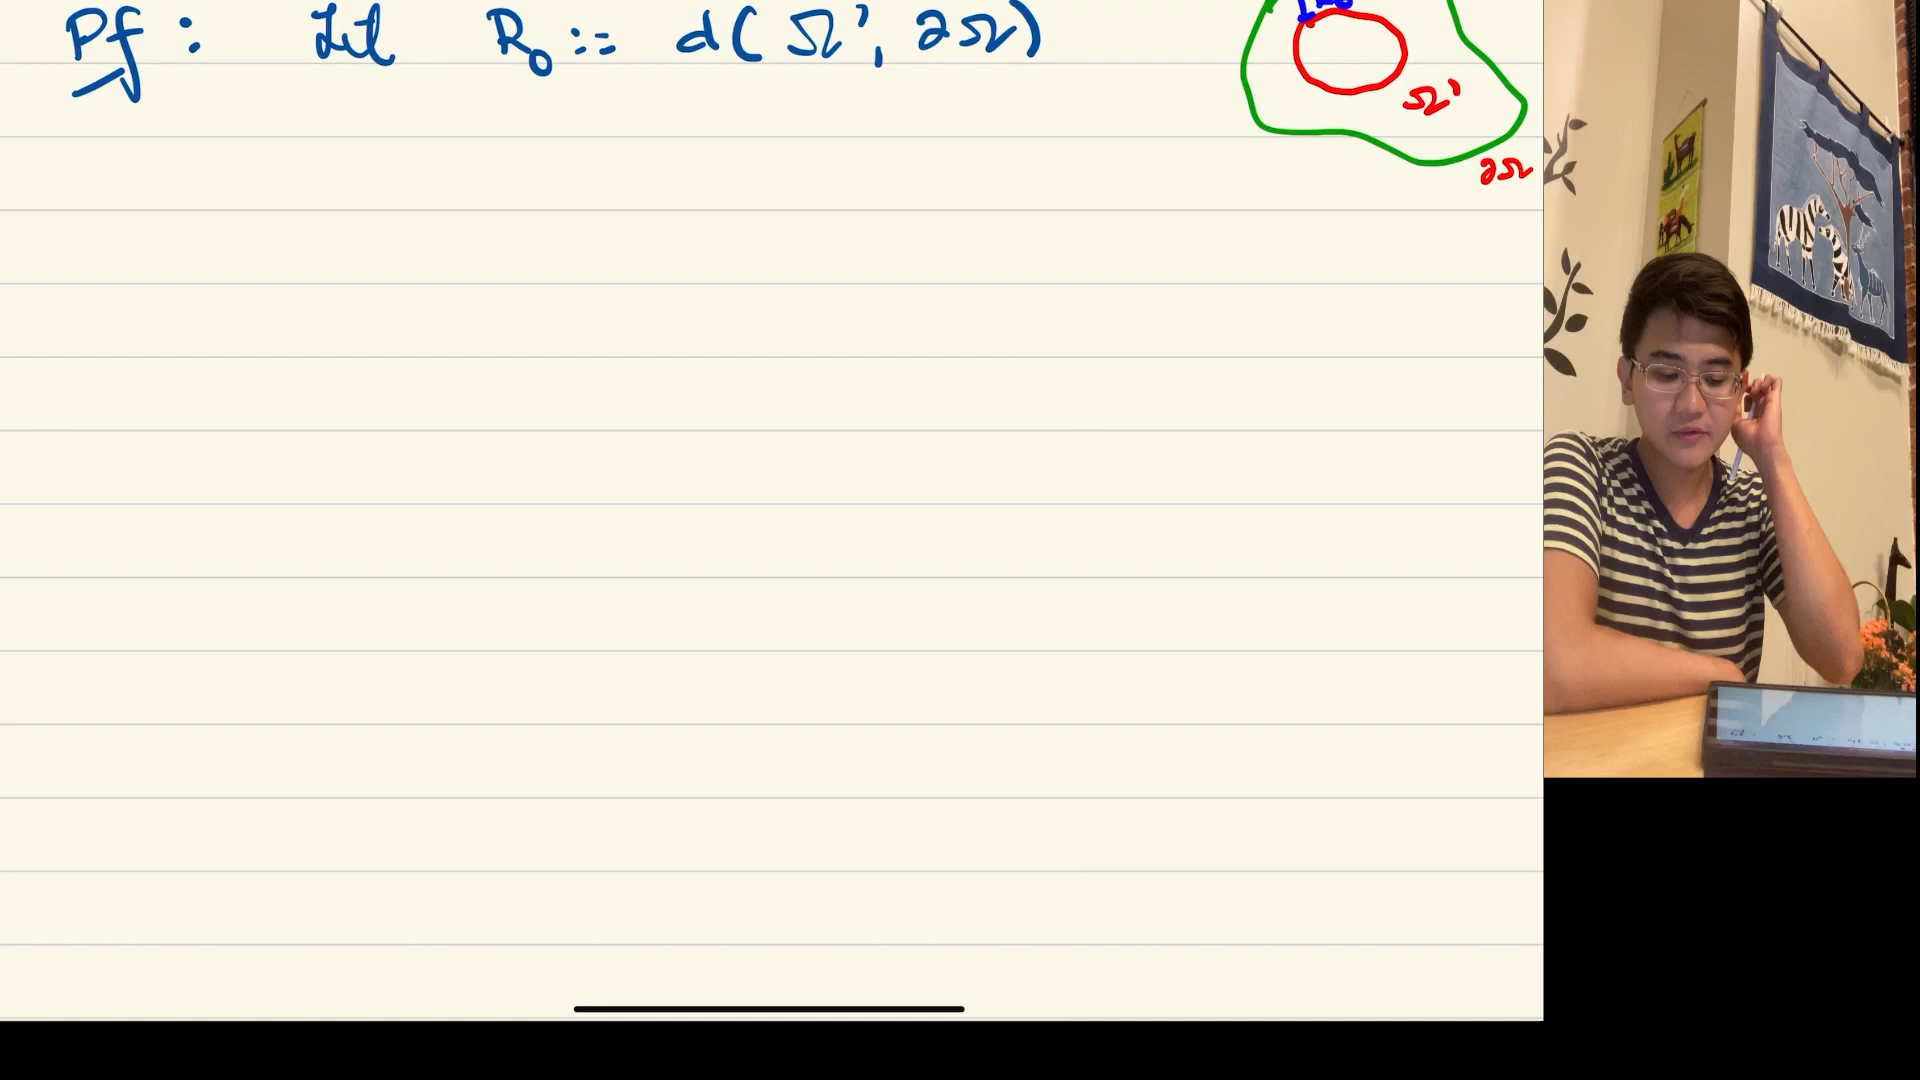 Pf : Let R₀ := d(Ω', ∂Ω)
Ω'
∂Ω